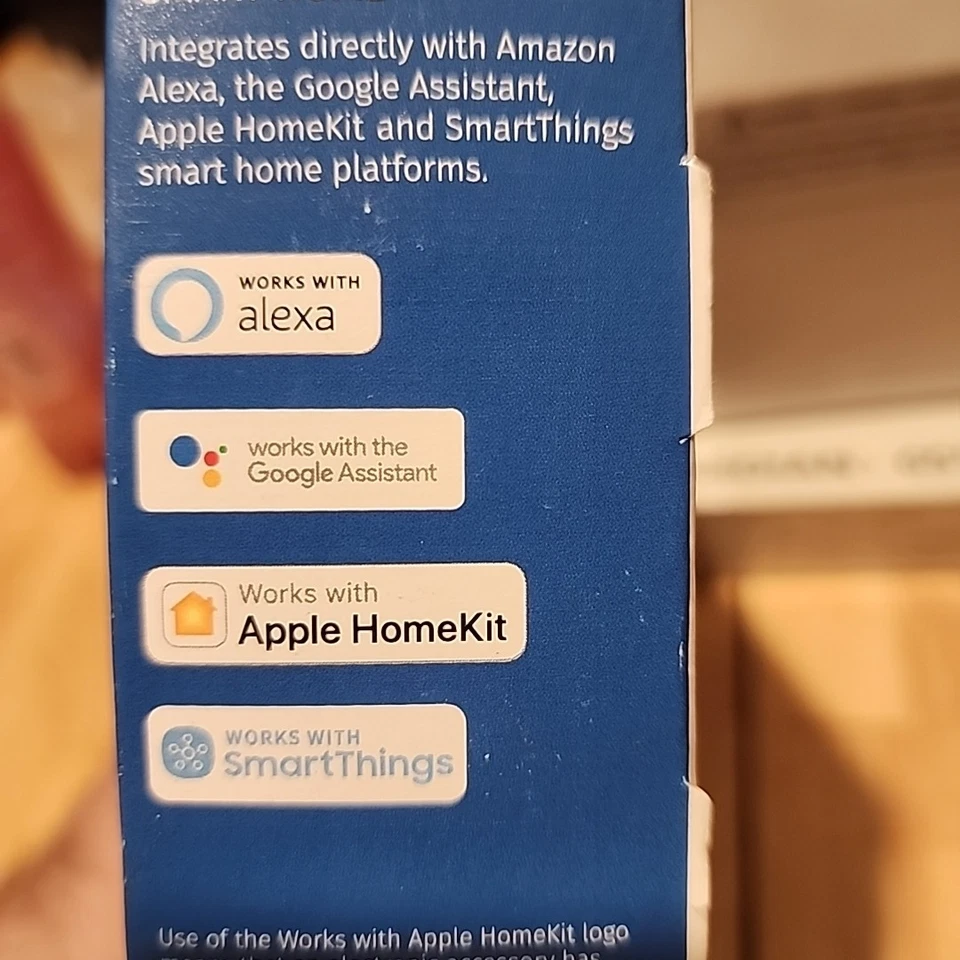 Integrates directly with Amazon
Alexa, the Google Assistant,
Apple HomeKit and SmartThings
smart home platforms.
WORKS WITH
alexa
works with the
Google Assistant
Works with
Apple HomeKit
WORKS WITH
SmartThings
Use of the Works with Apple HomeKit logo